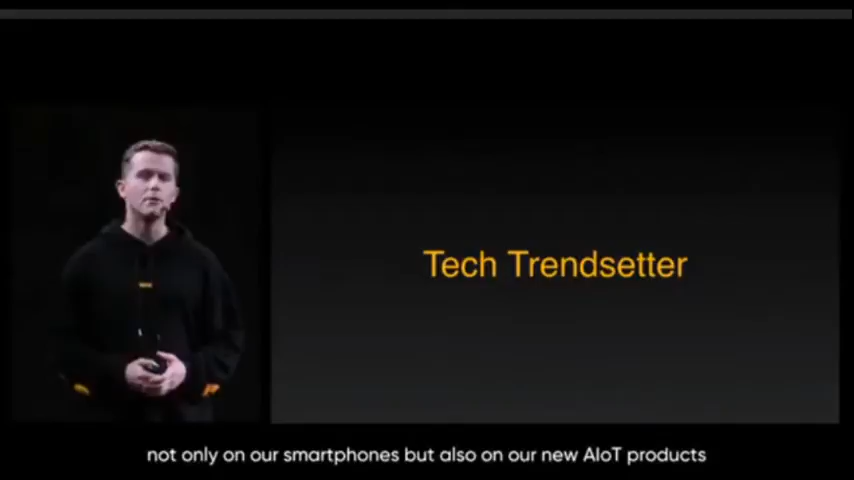 Tech Trendsetter
not only on our smartphones but also on our new AIoT products